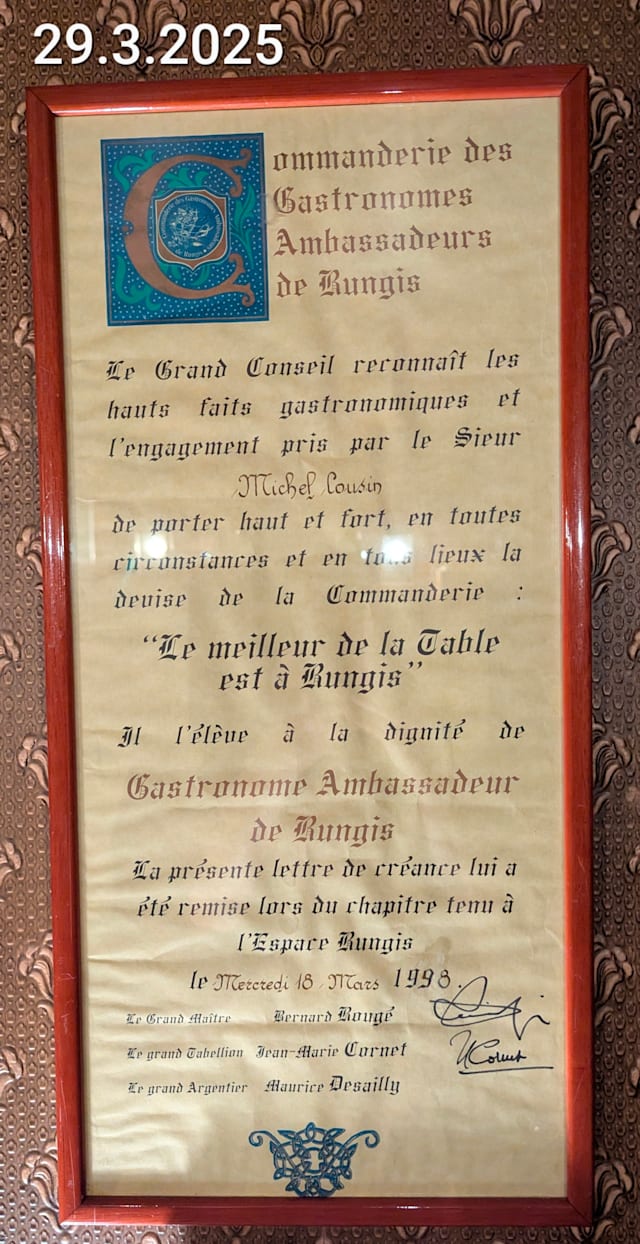 29.3.2025
Commanderie des
Gastronomes
Ambassadeurs
de Rungis
Le Grand Conseil reconnaît les
hauts faits gastronomiques et
l'engagement pris par le Sieur
Michel Cousin
de porter haut et fort, en toutes
circonstances et en tous lieux la
devise de la Commanderie :
"Le meilleur de la Table
est à Rungis"
Il l'élève à la dignité de
Gastronome Ambassadeur
de Rungis
La présente lettre de créance lui a
été remise lors du chapitre tenu à
l'Espace Rungis
le Mercredi 18 Mars 1998.
Le Grand Maître Bernard Rougé
Le grand Tabellion Jean-Marie Cornet
Le grand Argentier Maurice Desailly